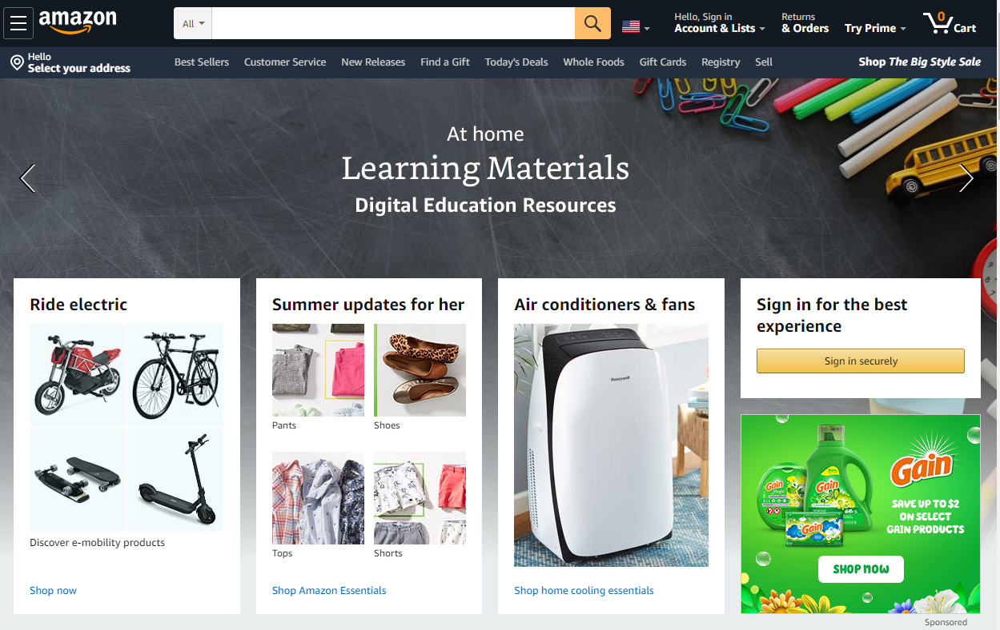 amazon
All
Hello, Sign in
Account & Lists
Returns
& Orders
Try Prime
0
Cart
Hello
Select your address
Best Sellers
Customer Service
New Releases
Find a Gift
Today's Deals
Whole Foods
Gift Cards
Registry
Sell
Shop The Big Style Sale
At home
Learning Materials
Digital Education Resources
Ride electric
Discover e-mobility products
Shop now
Summer updates for her
Pants
Shoes
Tops
Shorts
Shop Amazon Essentials
Air conditioners & fans
Honeywell
Shop home cooling essentials
Sign in for the best
experience
Sign in securely
Gain
Gain
Gain
Gain
SAVE UP TO $2
ON SELECT
GAIN PRODUCTS
SHOP NOW
Sponsored